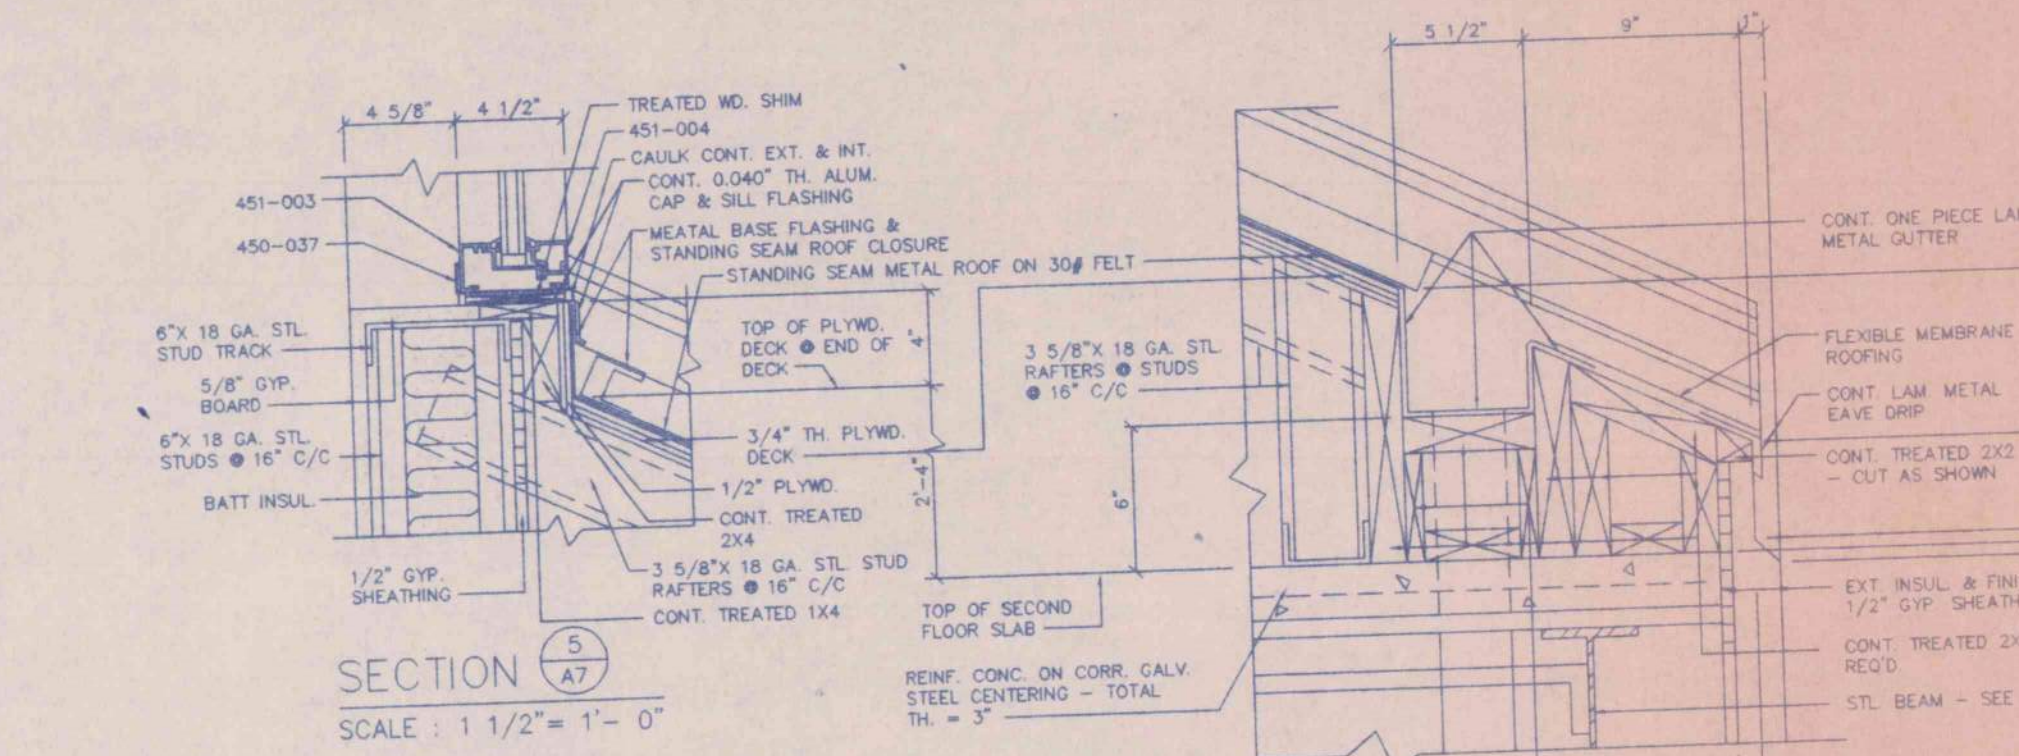 4 5/8"
4 1/2"
TREATED WD. SHIM
451-004
CAULK CONT. EXT. & INT.
CONT. 0.040" TH. ALUM.
CAP & SILL FLASHING
451-003
450-037
MEATAL BASE FLASHING &
STANDING SEAM ROOF CLOSURE
STANDING SEAM METAL ROOF ON 30# FELT
6"X 18 GA. STL.
STUD TRACK
5/8" GYP.
BOARD
6"X 18 GA. STL.
STUDS @ 16" C/C
BATT INSUL.
1/2" GYP.
SHEATHING
TOP OF PLYWD.
DECK @ END OF
DECK
4"
3/4" TH. PLYWD.
DECK
1/2" PLYWD.
CONT. TREATED
2X4
3 5/8"X 18 GA. STL. STUD
RAFTERS @ 16" C/C
CONT. TREATED 1X4
2'-4"
SECTION
5
A7
SCALE : 1 1/2"= 1'- 0"
5 1/2"
9"
1"
3 5/8"X 18 GA. STL.
RAFTERS @ STUDS
@ 16" C/C
6"
TOP OF SECOND
FLOOR SLAB
REINF. CONC. ON CORR. GALV.
STEEL CENTERING - TOTAL
TH. = 3"
CONT. ONE PIECE
METAL GUTTER
FLEXIBLE MEMBRANE
ROOFING
CONT. LAM. METAL
EAVE DRIP
CONT. TREATED 2X2
- CUT AS SHOWN
EXT. INSUL. &
1/2" GYP
CONT. TREATED
REQ'D.
STL. BEAM - SEE